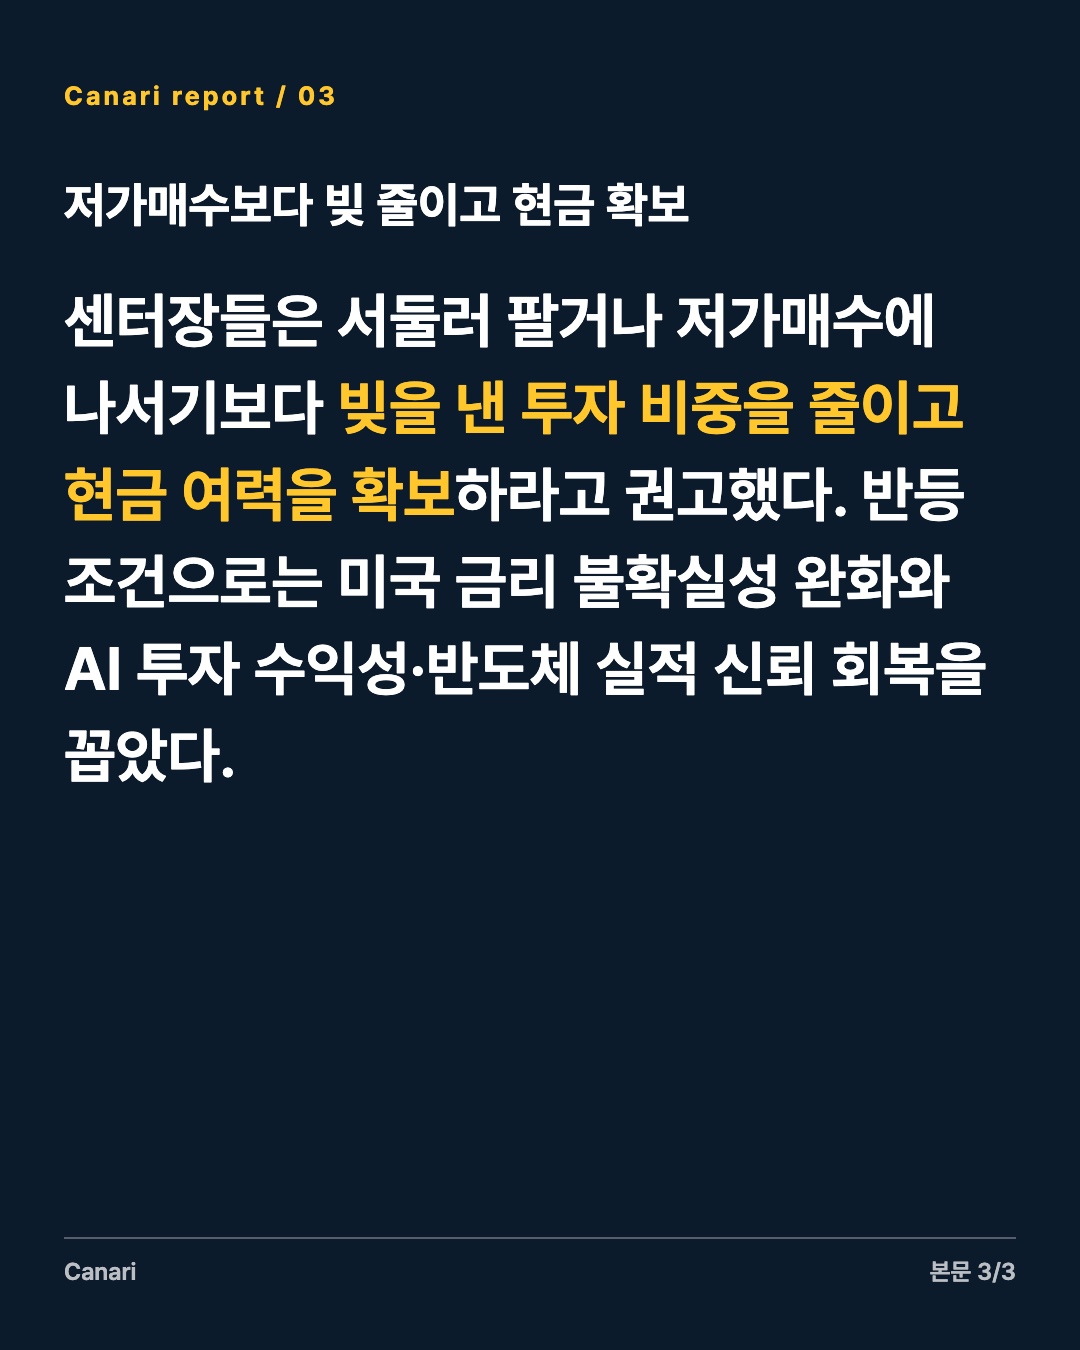 Canari report / 03
저가매수보다 빚 줄이고 현금 확보
센터장들은 서둘러 팔거나 저가매수에
나서기보다 빚을 낸 투자 비중을 줄이고
현금 여력을 확보하라고 권고했다. 반등
조건으로는 미국 금리 불확실성 완화와
AI 투자 수익성·반도체 실적 신뢰 회복을
꼽았다.
Canari
본문 3/3